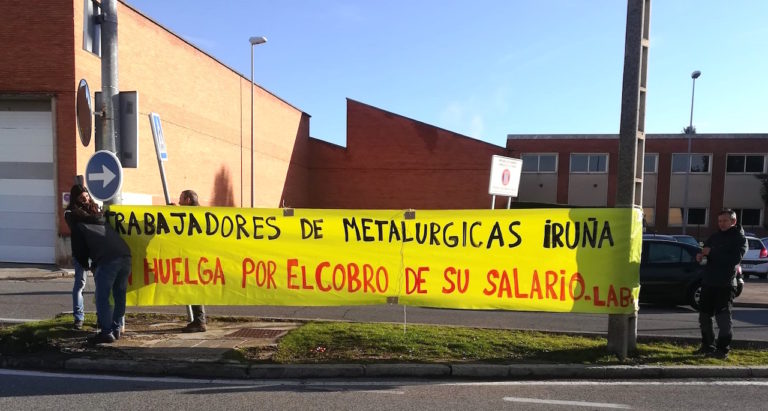 TRABAJADORES DE METALURGICAS IRUÑA
HUELGA POR EL COBRO DE SU SALARIO.-LAB